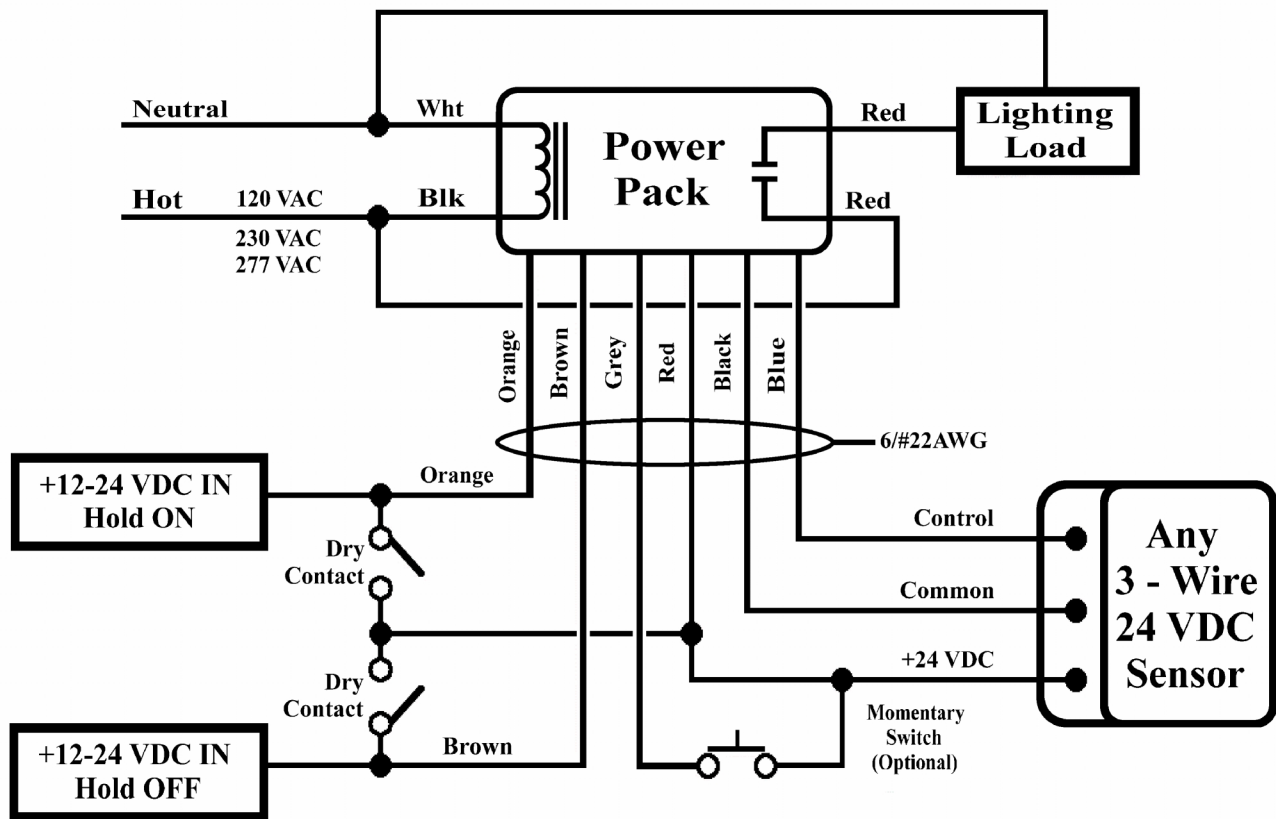 Neutral
Wht
Power
Pack
Red
Lighting
Load
Hot
120 VAC
230 VAC
277 VAC
Blk
Red
Orange
Brown
Grey
Red
Black
Blue
6/#22AWG
+12-24 VDC IN
Hold ON
Orange
Dry
Contact
Control
Common
+24 VDC
Any
3 - Wire
24 VDC
Sensor
Dry
Contact
Momentary
Switch
(Optional)
+12-24 VDC IN
Hold OFF
Brown